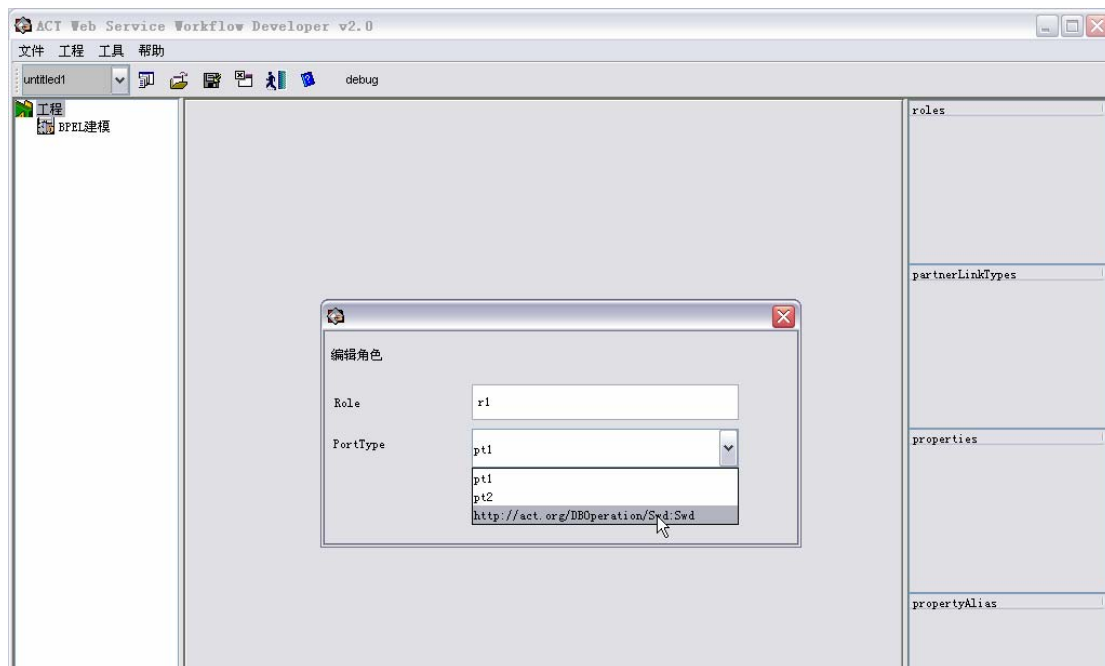 ACT Web Service Workflow Developer v2.0
文件 工程 工具 帮助
untitled1 debug
工程
BPEL建模
roles
partnerLinkTypes
编辑角色
Role r1
PortType pt1
pt1
pt2
http://act.org/DBOperation/Swd:Swd
properties
propertyAlias